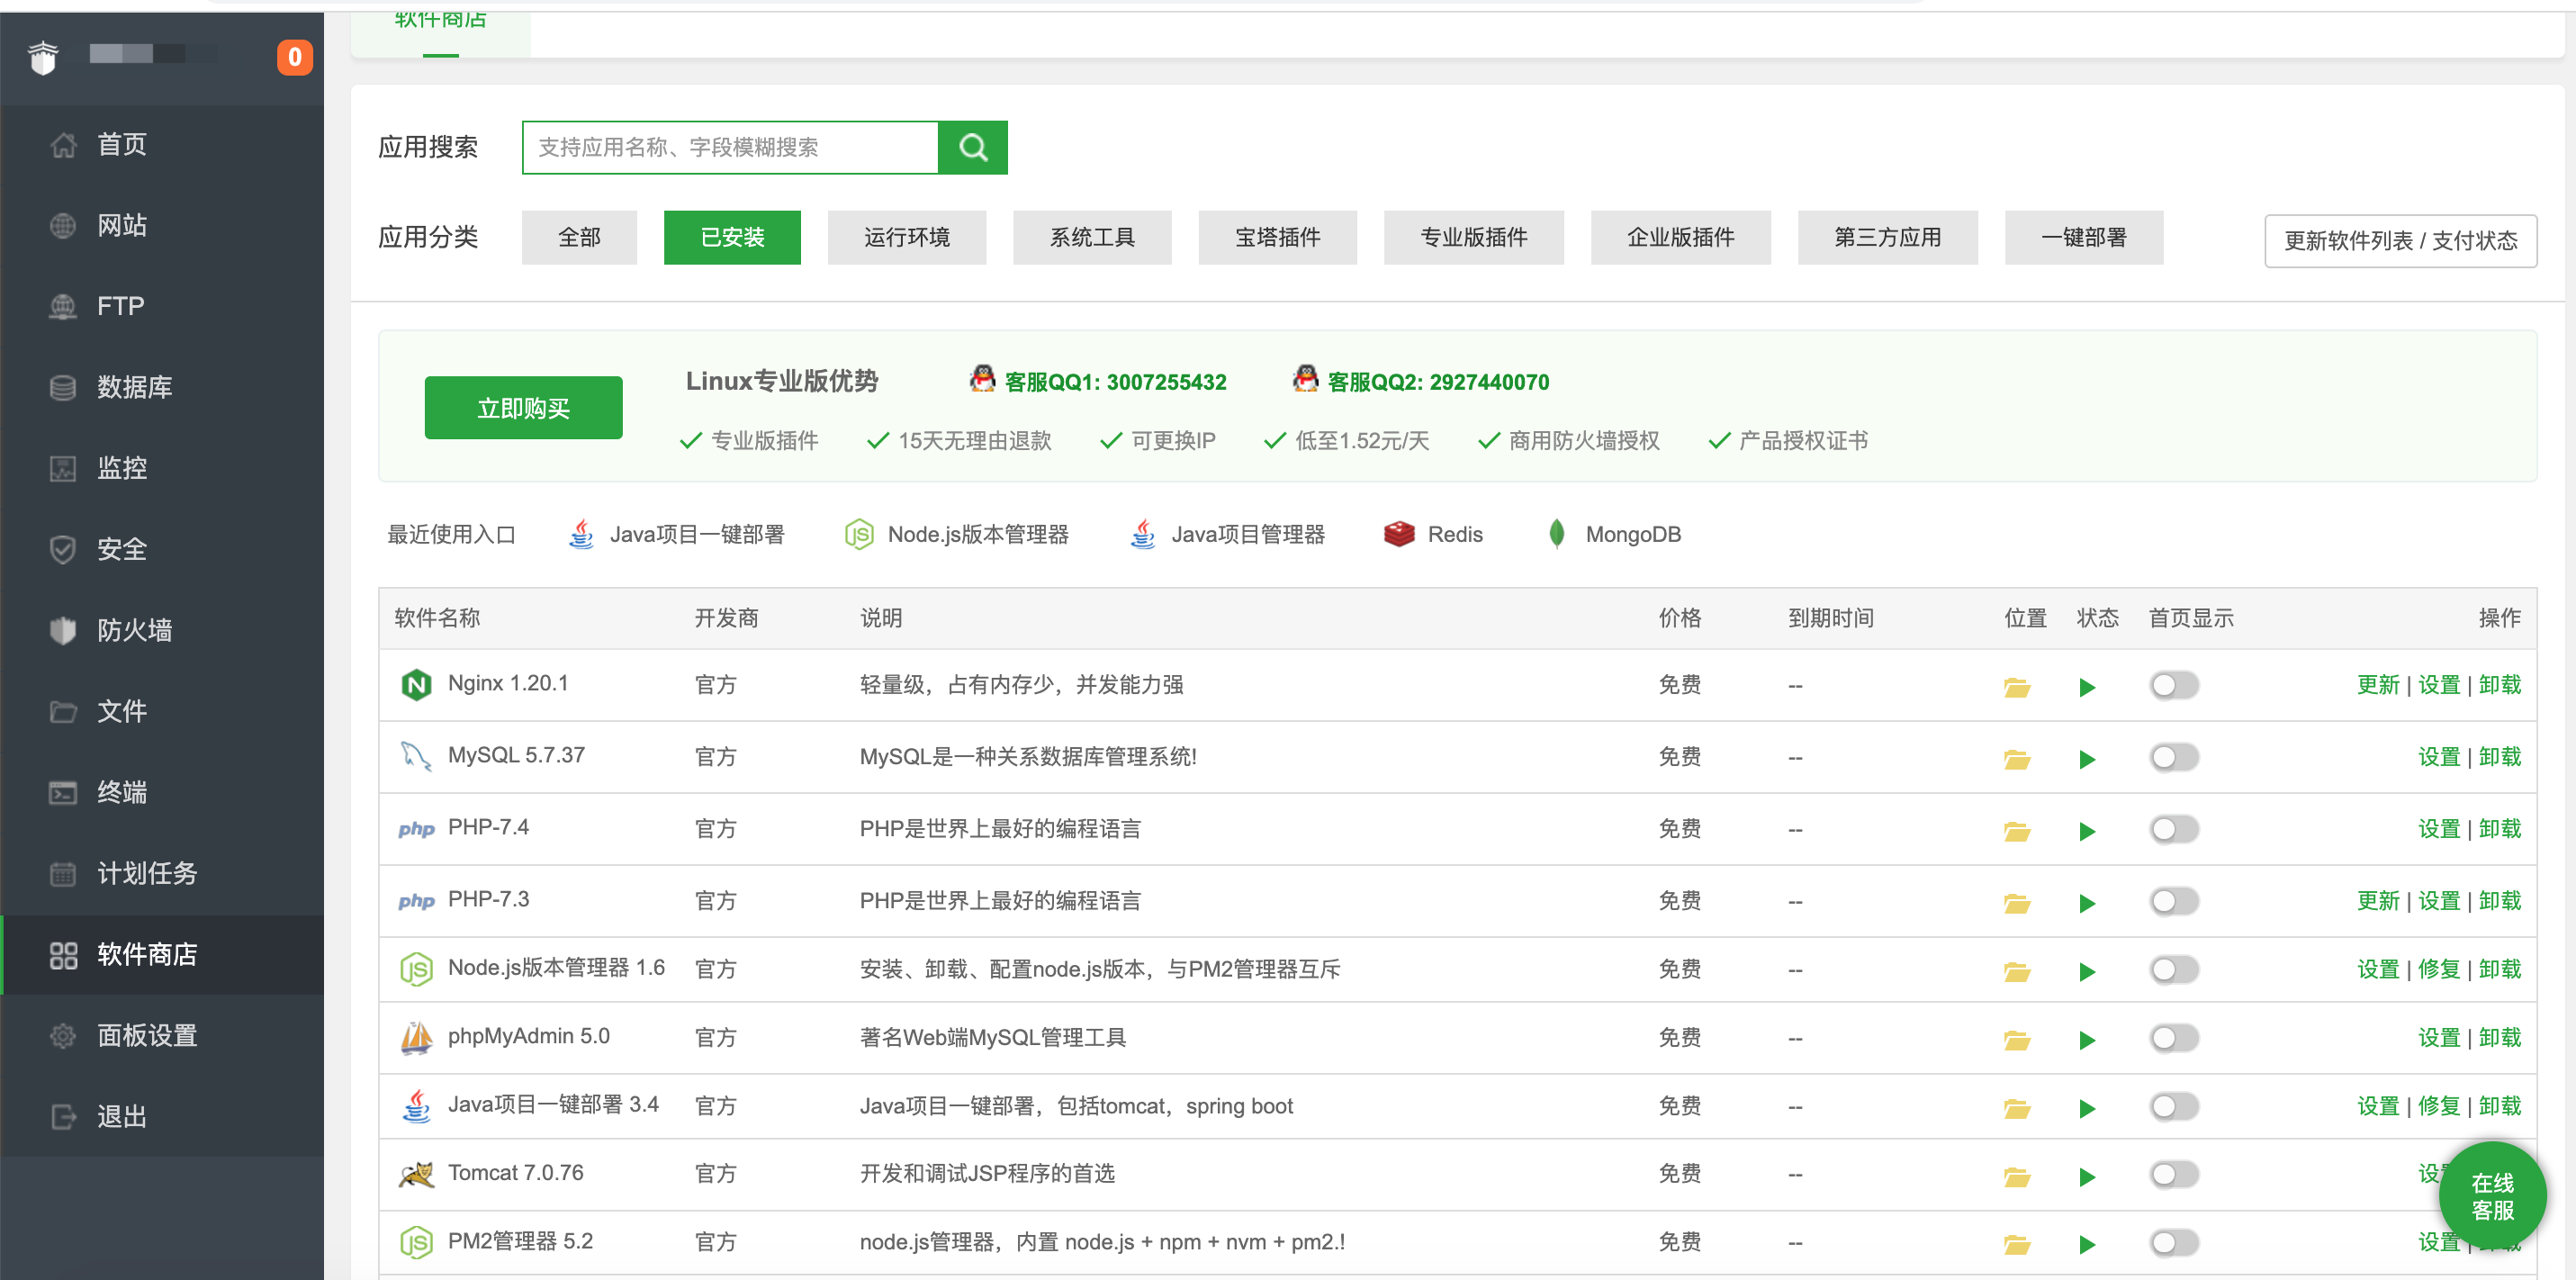 软件商店
0
首页
网站
FTP
数据库
监控
安全
防火墙
文件
终端
计划任务
软件商店
面板设置
退出
应用搜索 支持应用名称、字段模糊搜索
应用分类 全部 已安装 运行环境 系统工具 宝塔插件 专业版插件 企业版插件 第三方应用 一键部署 更新软件列表 / 支付状态
立即购买
Linux专业版优势 客服QQ1: 3007255432 客服QQ2: 2927440070
专业版插件 15天无理由退款 可更换IP 低至1.52元/天 商用防火墙授权 产品授权证书
最近使用入口 Java项目一键部署 Node.js版本管理器 Java项目管理器 Redis MongoDB
软件名称 开发商 说明 价格 到期时间 位置 状态 首页显示 操作
Nginx 1.20.1 官方 轻量级，占有内存少，并发能力强 免费 -- 更新 | 设置 | 卸载
MySQL 5.7.37 官方 MySQL是一种关系数据库管理系统! 免费 -- 设置 | 卸载
php PHP-7.4 官方 PHP是世界上最好的编程语言 免费 -- 设置 | 卸载
php PHP-7.3 官方 PHP是世界上最好的编程语言 免费 -- 更新 | 设置 | 卸载
Node.js版本管理器 1.6 官方 安装、卸载、配置node.js版本，与PM2管理器互斥 免费 -- 设置 | 修复 | 卸载
phpMyAdmin 5.0 官方 著名Web端MySQL管理工具 免费 -- 设置 | 卸载
Java项目一键部署 3.4 官方 Java项目一键部署，包括tomcat，spring boot 免费 -- 设置 | 修复 | 卸载
Tomcat 7.0.76 官方 开发和调试JSP程序的首选 免费 -- 设
PM2管理器 5.2 官方 node.js管理器，内置 node.js + npm + nvm + pm2.! 免费 -- 设置 | 卸载
在线
客服